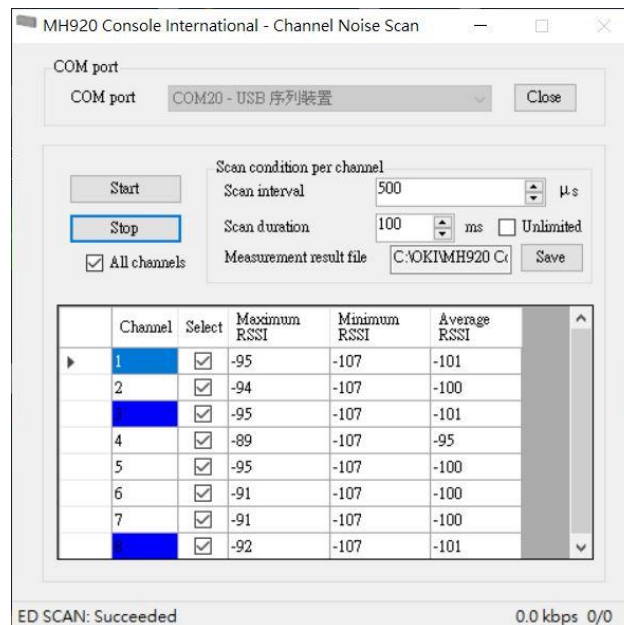 MH920 Console International - Channel Noise Scan
COM port
COM port COM20 - USB 序列裝置 Close
Scan condition per channel
Start Scan interval 500 μs
Stop Scan duration 100 ms Unlimited
All channels Measurement result file C:\OKI\MH920 Co Save
Channel Select Maximum RSSI Minimum RSSI Average RSSI
1 -95 -107 -101
2 -94 -107 -100
3 -95 -107 -101
4 -89 -107 -95
5 -95 -107 -100
6 -91 -107 -100
7 -91 -107 -100
8 -92 -107 -101
ED SCAN: Succeeded 0.0 kbps 0/0